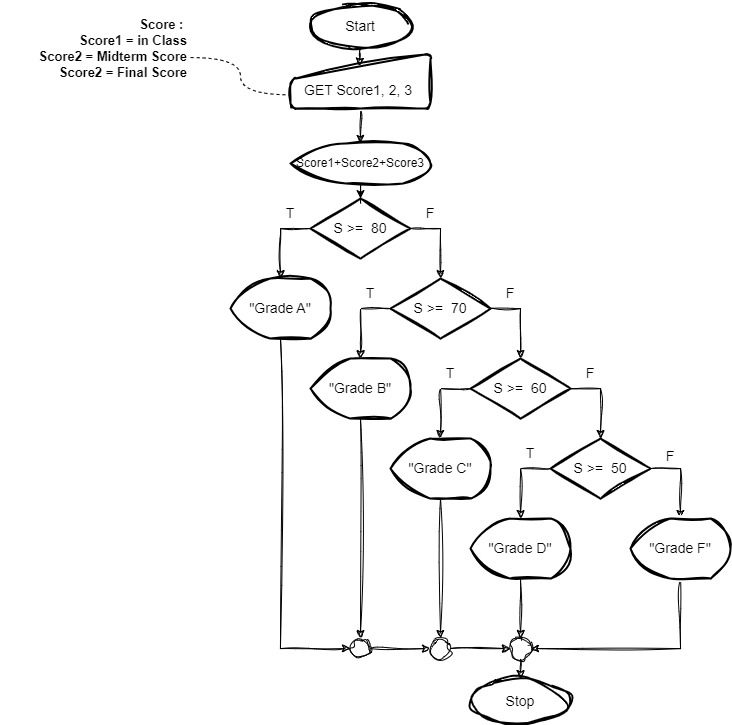 Score :
Score1 = in Class
Score2 = Midterm Score
Score2 = Final Score
Start
GET Score1, 2, 3
Score1+Score2+Score3
T
S >= 80
F
"Grade A"
T
S >= 70
F
"Grade B"
T
S >= 60
F
"Grade C"
T
S >= 50
F
"Grade D"
"Grade F"
Stop